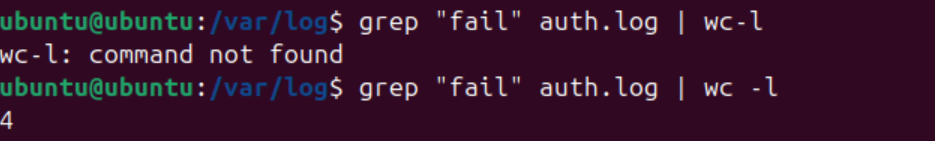 ubuntu@ubuntu:/var/log$ grep "fail" auth.log | wc-l
wc-l: command not found
ubuntu@ubuntu:/var/log$ grep "fail" auth.log | wc -l
4